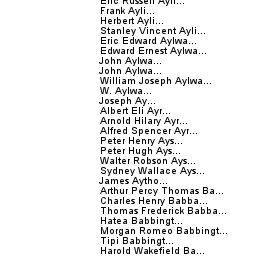 Eric Russell Ayli...
Frank Ayli...
Herbert Ayli...
Stanley Vincent Ayli...
Eric Edward Aylwa...
Edward Ernest Aylwa...
John Aylwa...
John Aylwa...
William Joseph Aylwa...
W. Aylwa...
Joseph Ay...
Albert Eli Ayr...
Arnold Hilary Ayr...
Alfred Spencer Ayr...
Peter Henry Ays...
Peter Hugh Ays...
Walter Robson Ays...
Sydney Wallace Ays...
James Aytho...
Arthur Percy Thomas Ba...
Charles Henry Babba...
Thomas Frederick Babba...
Hatea Babbingt...
Morgan Romeo Babbingt...
Tipi Babbingt...
Harold Wakefield Ba...